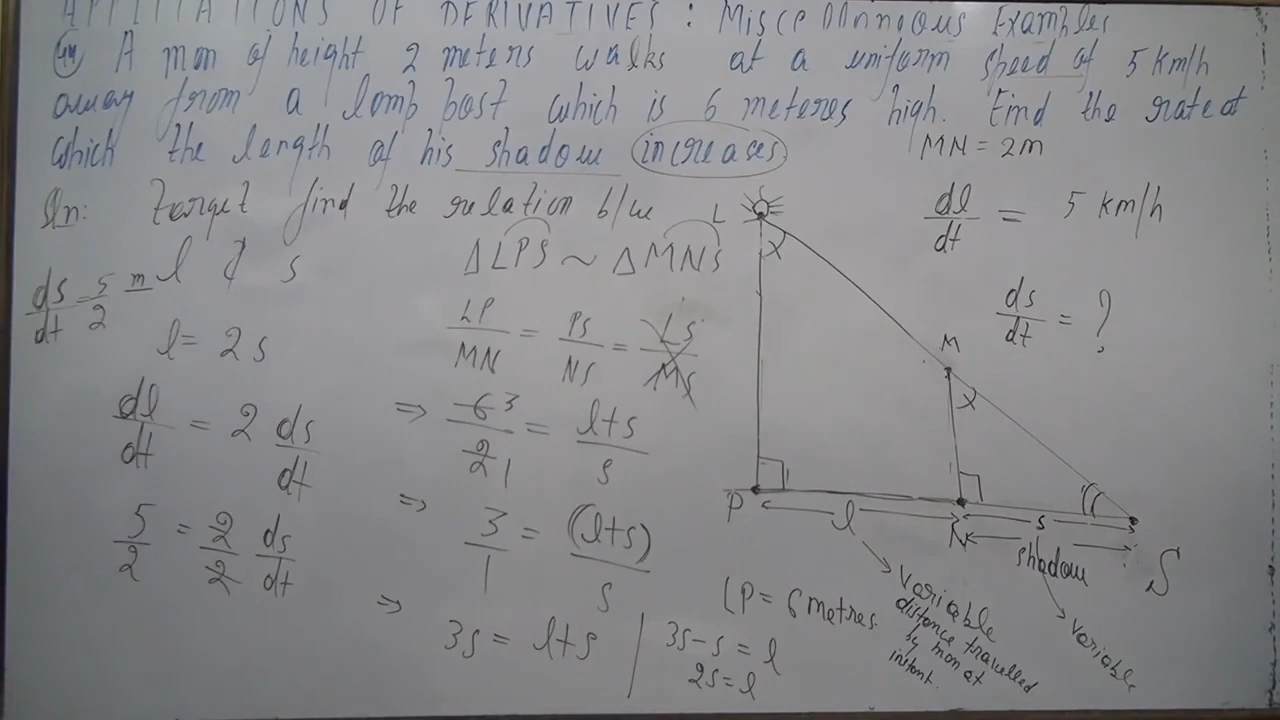 APPLICATIONS OF DERIVATIVES: Miscellaneous Examples
A man of height 2 meters walks at a uniform speed of 5 km/h
away from a lamp post which is 6 meteres high. Find the rate at
which the length of his shadow increases
MN = 2m
Sln: Target find the relation b/w
l & s
ds/dt = 5/2
l = 2s
dl/dt = 2 ds/dt
5/2 = 2/2 ds/dt
ΔLPS ~ ΔMNS
LP/MN = PS/NS = LS/MS
⇒ 6/2 = l+s/s
3
1
⇒ 3/1 = (l+s)/s
⇒ 3s = l+s
3s-s = l
2s = l
dl/dt = 5 km/h
ds/dt = ?
L
M
P
l
N
s
S
shadow
LP = 6 metres.
Variable
distance travelled
by man at
instant.
variable